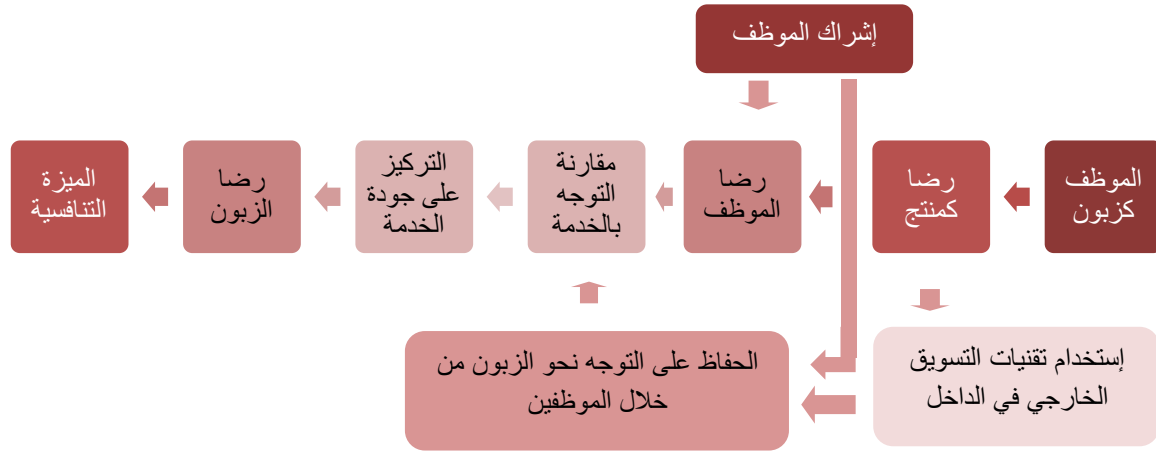 إشراك الموظف
الموظف
كزبون
رضا
كمنتج
رضا
الموظف
مقارنة
التوجه
بالخدمة
التركيز
على جودة
الخدمة
رضا
الزبون
الميزة
التنافسية
إستخدام تقنيات التسويق
الخارجي في الداخل
الحفاظ على التوجه نحو الزبون من
خلال الموظفين